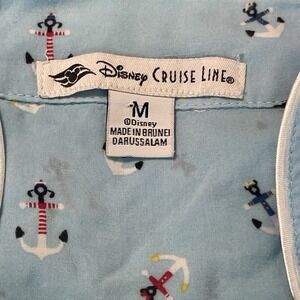 Disney Cruise Line®
M
©Disney
MADE IN BRUNEI
DARUSSALAM